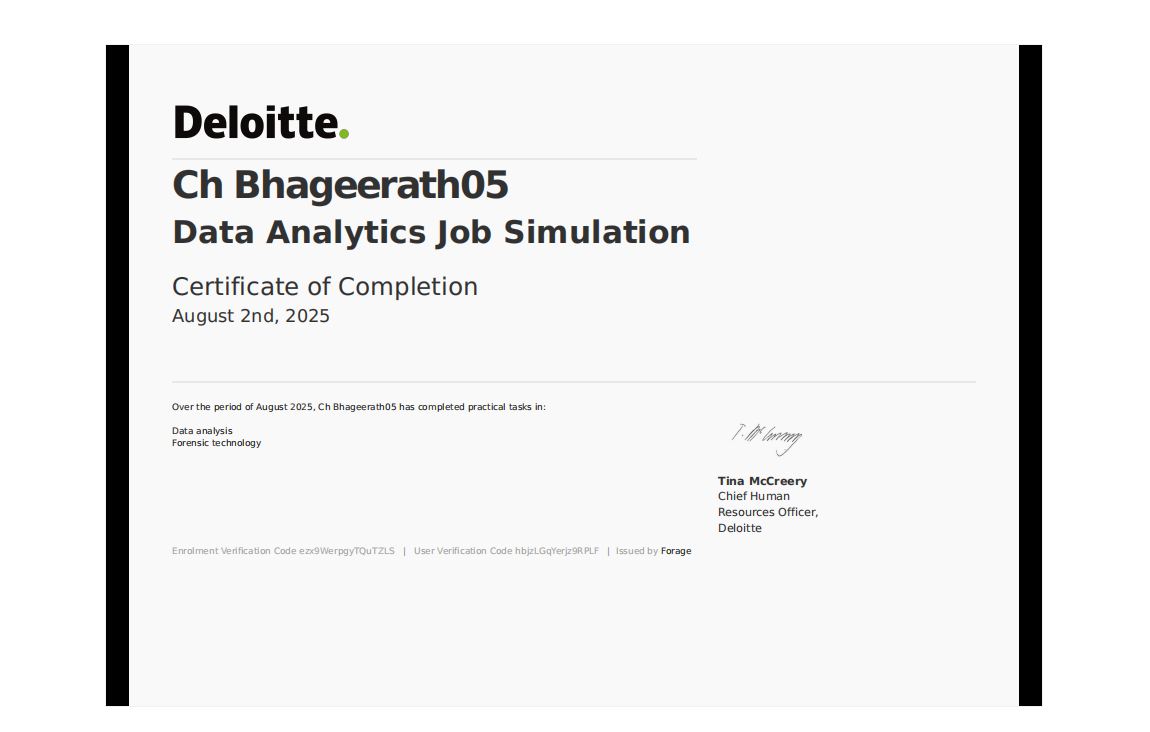 Deloitte.
Ch Bhageerath05
Data Analytics Job Simulation
Certificate of Completion
August 2nd, 2025
Over the period of August 2025, Ch Bhageerath05 has completed practical tasks in:
Data analysis
Forensic technology
T. McCreery
Tina McCreery
Chief Human
Resources Officer,
Deloitte
Enrolment Verification Code ezx9WerpgyTQuTZLS | User Verification Code hbjzLGqYerjz9RPLF | Issued by Forage